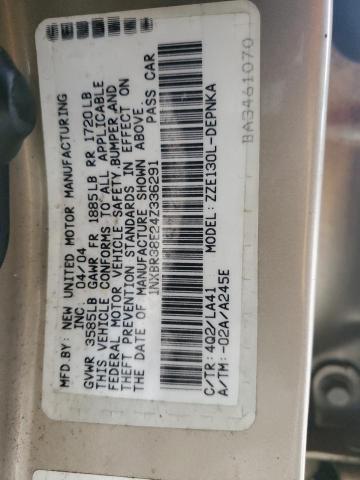 MFD.BY: NEW UNITED MOTOR MANUFACTURING
INC. 04/04
GVWR 3585LB GAWR FR 1885LB RR 1720LB
THIS VEHICLE CONFORMS TO ALL APPLICABLE
FEDERAL MOTOR VEHICLE SAFETY,BUMPER,AND
THEFT PREVENTION STANDARDS IN EFFECT ON
THE DATE OF MANUFACTURE SHOWN ABOVE.
1NXBR38E24Z336291 PASS CAR
C/TR: 4Q2/LA41 MODEL: ZZE130L-DEPNKA
A/TM: -02A/A245E
BA3461070